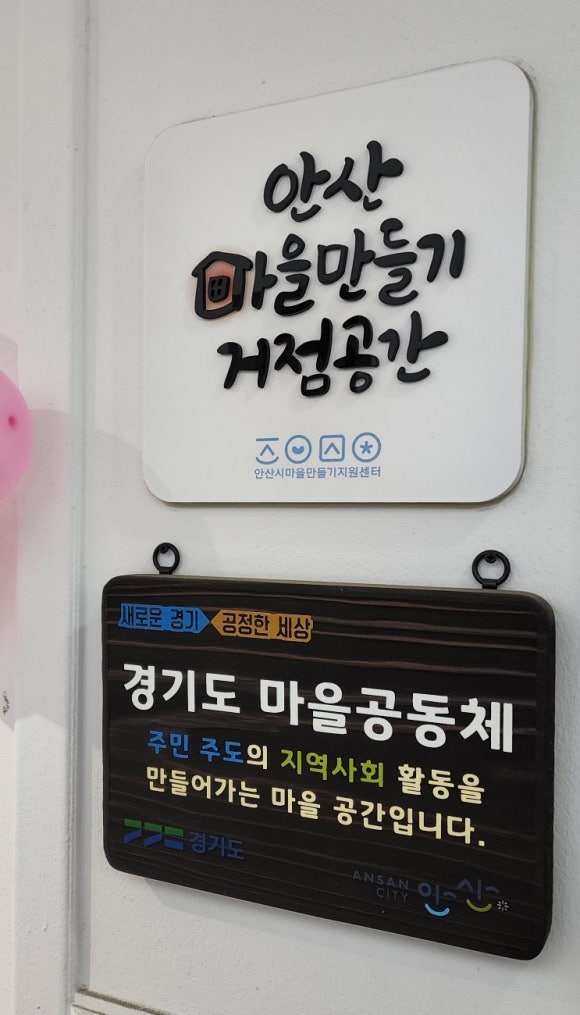 안산
마을만들기
거점공간
안산시마을만들기지원센터
새로운 경기 공정한 세상
경기도 마을공동체
주민 주도의 지역사회 활동을
만들어가는 마을 공간입니다.
경기도
ANSAN
CITY
안산